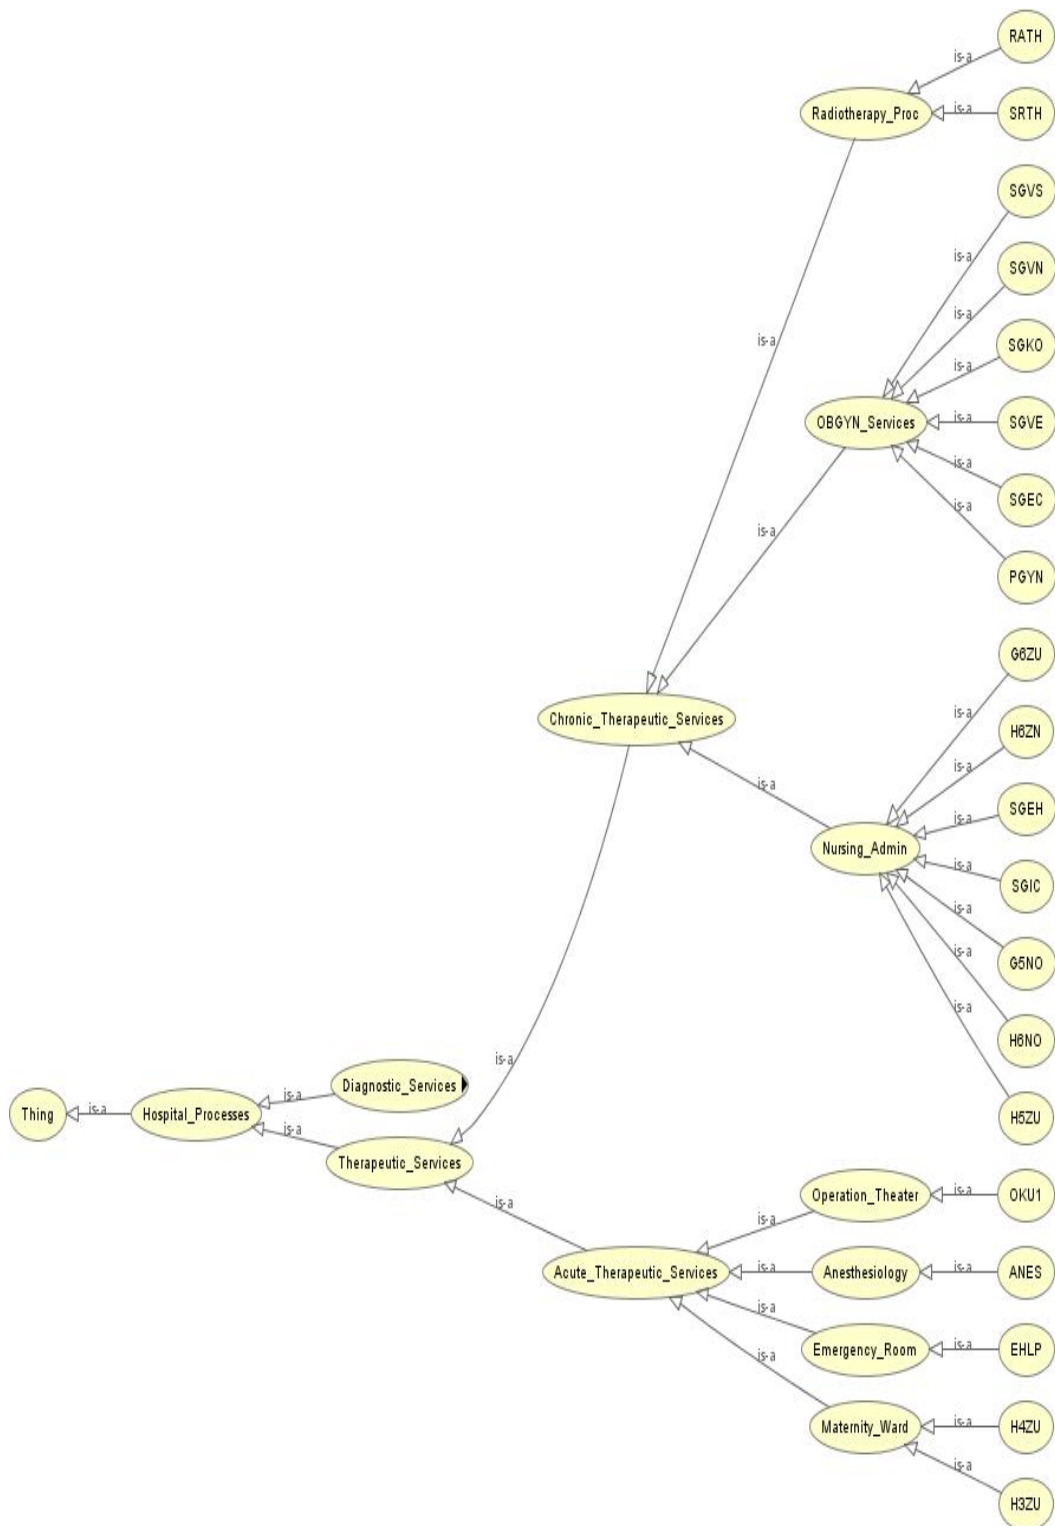 RATH
is-a
Radiotherapy_Proc
is-a
SRTH
SGVS
is-a
SGVN
is-a
is-a
SGKO
is-a
OBGYN_Services
is-a
SGVE
is-a
SGEC
is-a
is-a
PGYN
G6ZU
is-a
Chronic_Therapeutic_Services
H6ZN
is-a
is-a
SGEH
is-a
Nursing_Admin
is-a
SGIC
is-a
G5NO
is-a
H6NO
is-a
is-a
Diagnostic_Services
is-a
Thing
is-a
Hospital_Processes
H5ZU
is-a
Therapeutic_Services
Operation_Theater
is-a
OKU1
is-a
is-a
Acute_Therapeutic_Services
is-a
Anesthesiology
is-a
ANES
is-a
Emergency_Room
is-a
EHLP
is-a
Maternity_Ward
is-a
H4ZU
is-a
H3ZU